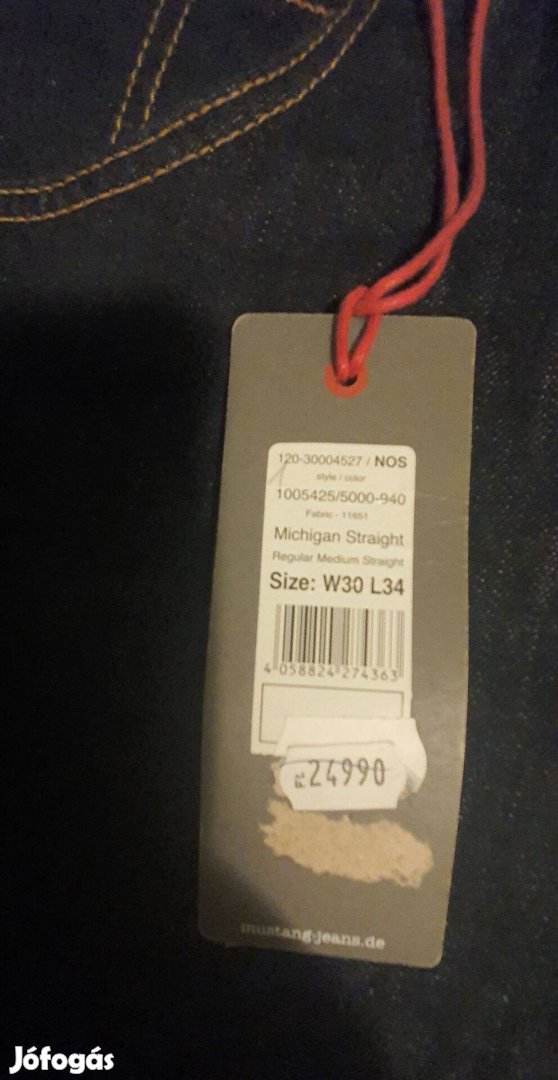 120-30004527 / NOS
style / color
1005425/5000-940
Fabric - 11651
Michigan Straight
Regular Medium Straight
Size: W30 L34
4 058824 274363
Ft 24990
mustang-jeans.de
Jófogás